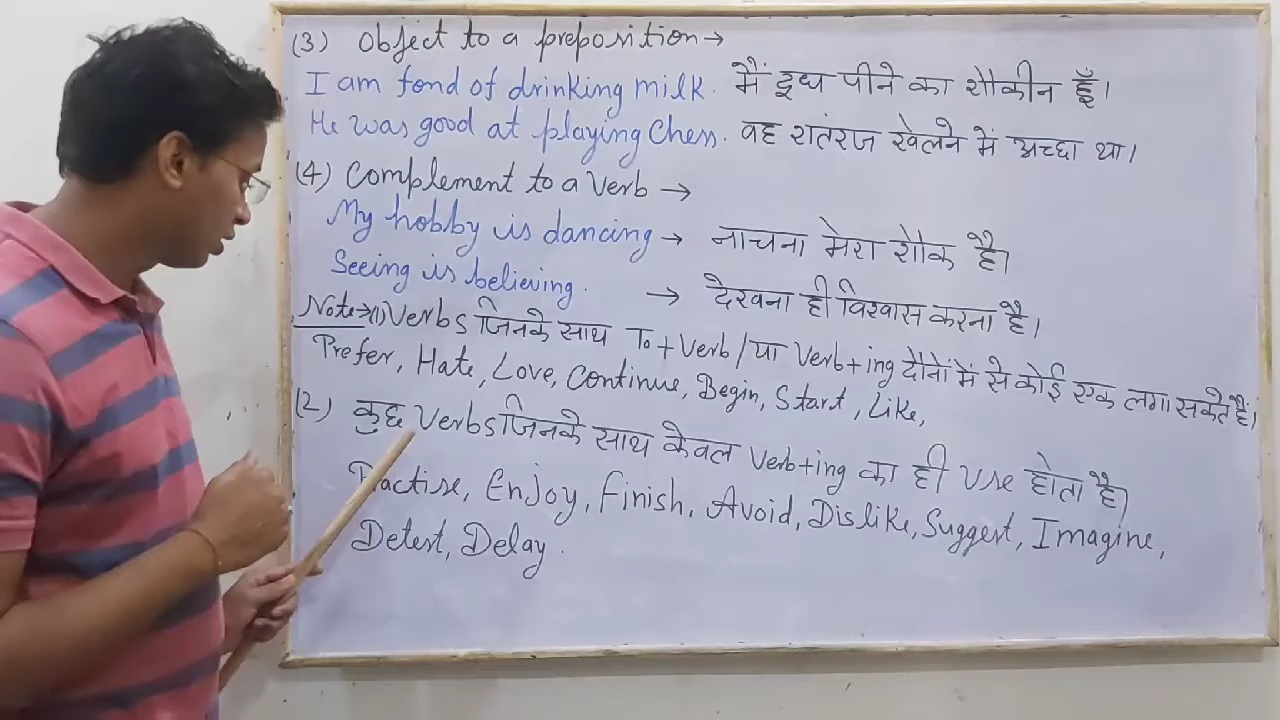 (3) Object to a preposition →
I am fond of drinking milk. मैं दूध पीने का शौकीन हूँ।
He was good at playing Chess. वह शतंरज खेलने में अच्छा था।
(4) Complement to a Verb →
My hobby is dancing → नाचना मेरा शौक है।
Seeing is believing. → देखना ही विश्वास करना है।
Note→(1) Verbs जिनके साथ To + Verb / या Verb+ing दोनों में से कोई एक लगा सकते हैं।
Prefer, Hate, Love, Continue, Begin, Start, Like,
(2) कुछ Verbs जिनके साथ केवल Verb+ing का ही Use होता है।
Practise, Enjoy, Finish, Avoid, Dislike, Suggest, Imagine,
Detest, Delay.